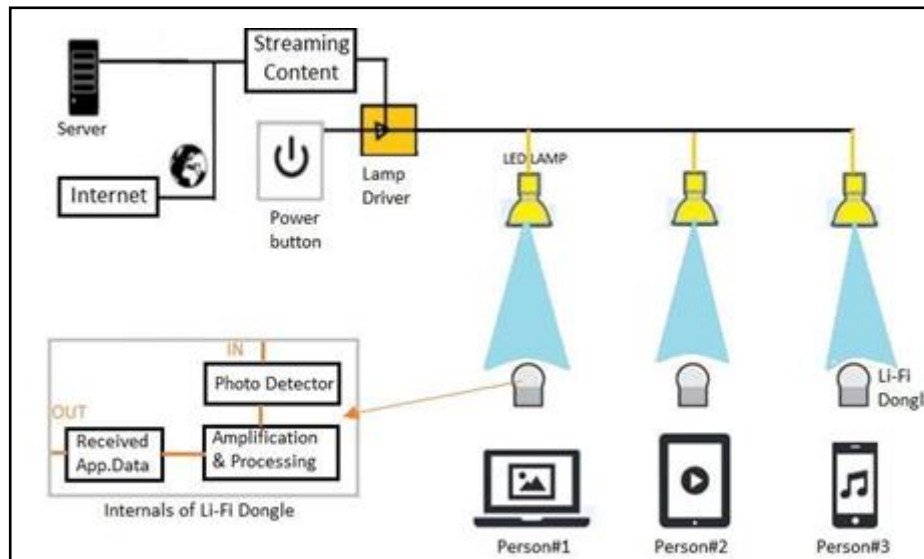 Streaming
Content
Server
Internet
Power
button
Lamp
Driver
LED LAMP
Li-Fi
Dongle
IN
Photo Detector
OUT
Received
App.Data
Amplification
& Processing
Internals of Li-Fi Dongle
Person#1
Person#2
Person#3